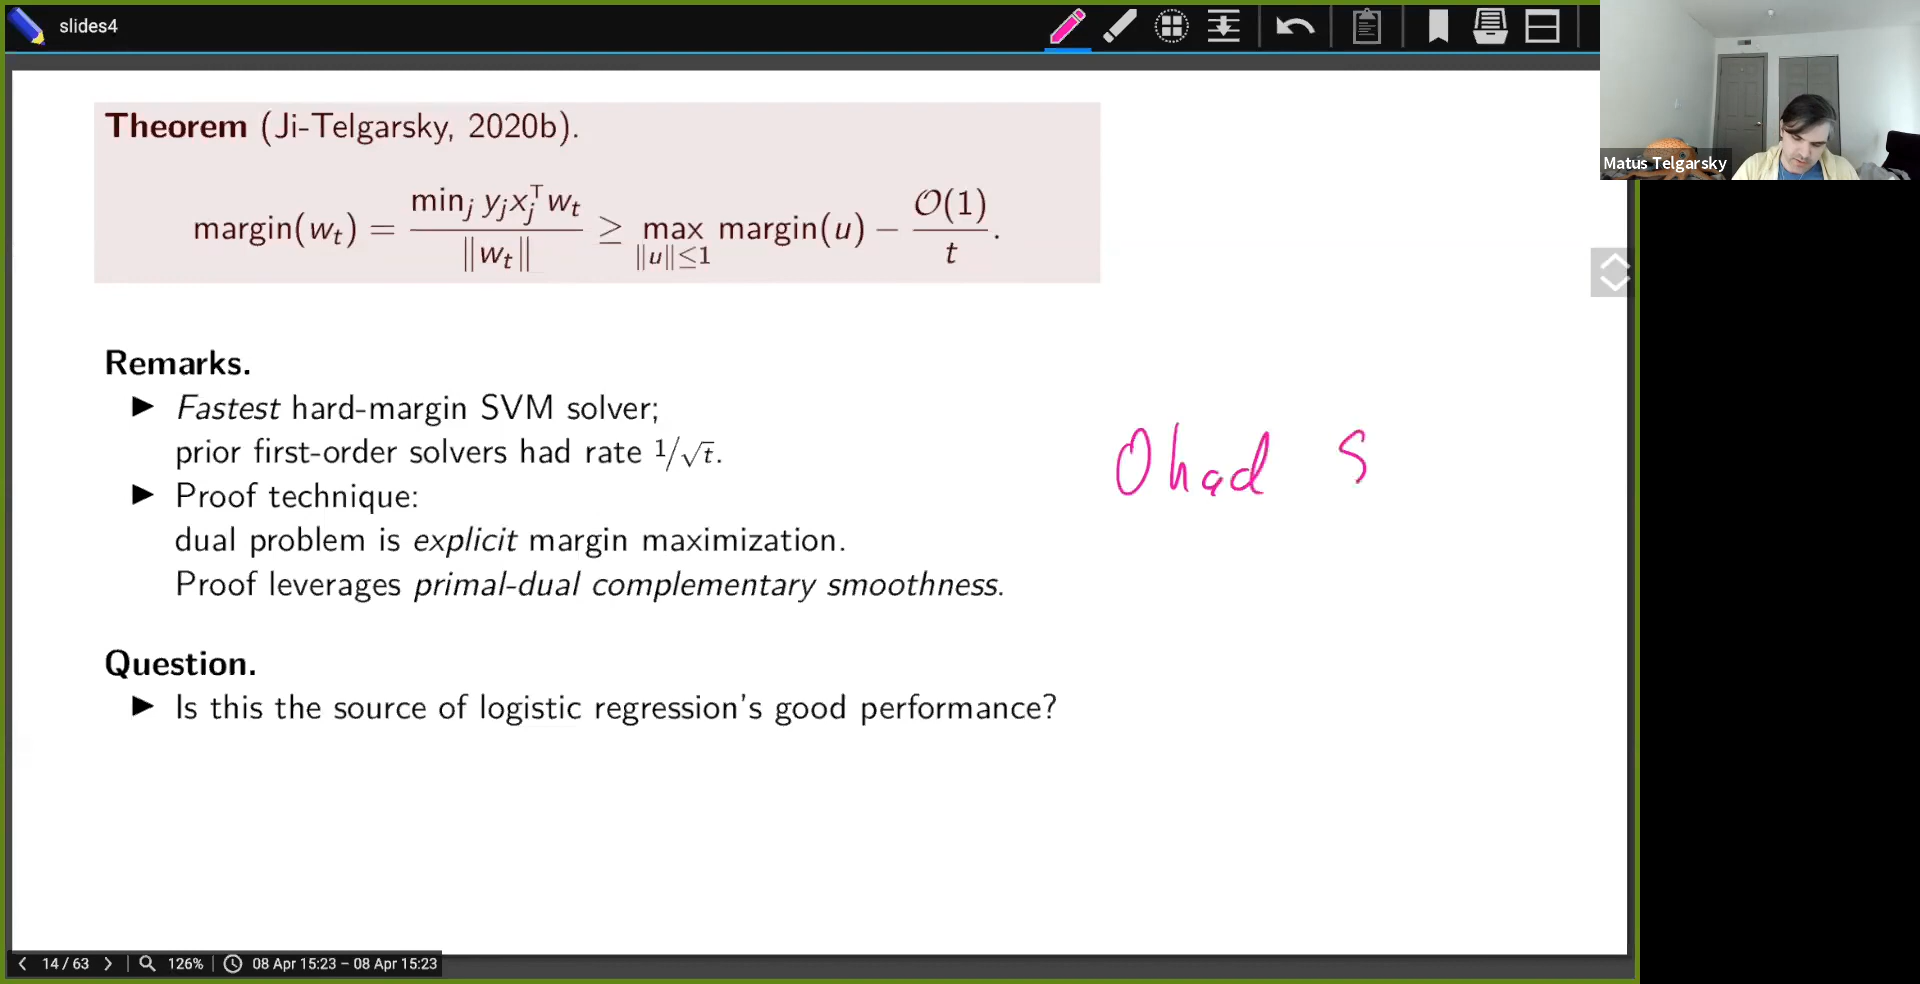 slides4
Matus Telgarsky
Theorem (Ji-Telgarsky, 2020b).
margin(w_t) = min_j y_j x_j^⊤ w_t / ‖w_t‖ ≥ max_{‖u‖≤1} margin(u) − 𝒪(1)/t.
Remarks.
▶ Fastest hard-margin SVM solver;
prior first-order solvers had rate 1/√t.
▶ Proof technique:
dual problem is explicit margin maximization.
Proof leverages primal-dual complementary smoothness.
Ohad S
Question.
▶ Is this the source of logistic regression's good performance?
14 / 63 126% 08 Apr 15:23 – 08 Apr 15:23